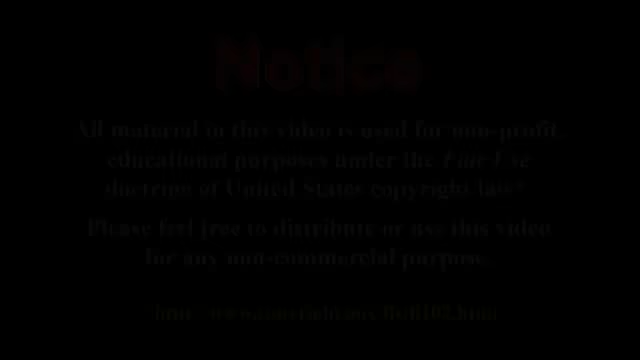 Notice
All material in this video is used for non-profit,
educational purposes under the Fair Use
doctrine of United States copyright law*
Please feel free to distribute or use this video
for any non-commercial purpose.